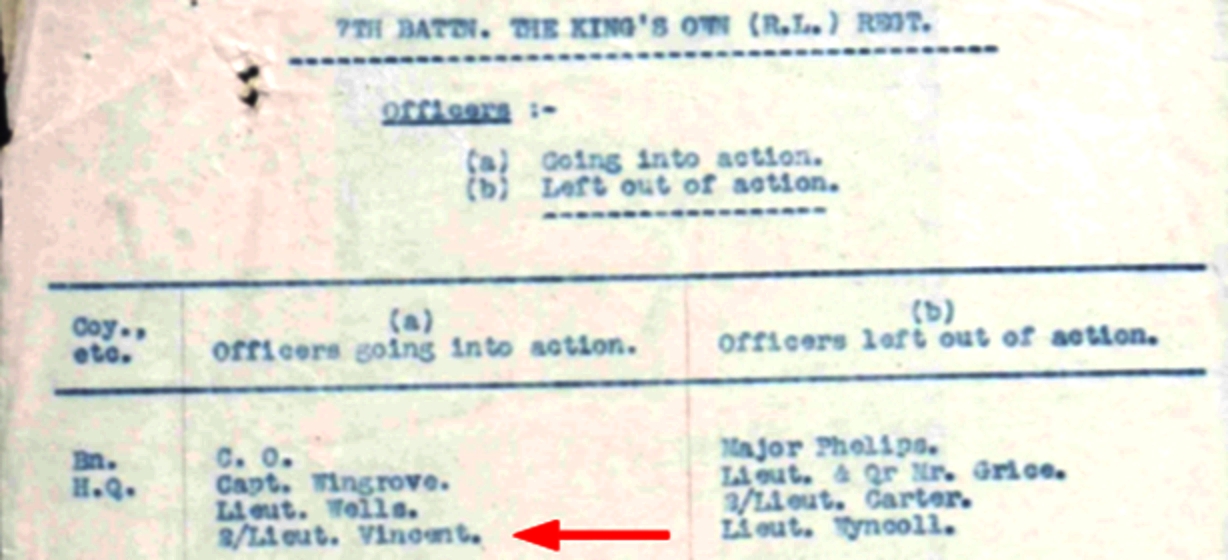 7TH BATTN. THE KING'S OWN (R.L.) REGT.
Officers :-
(a) Going into action.
(b) Left out of action.
Coy., etc.
(a) Officers going into action.
(b) Officers left out of action.
Bn. H.Q.
C. O.
Capt. Wingrove.
Lieut. Wells.
2/Lieut. Vincent.
Major Phelips.
Lieut. & Qr Mr. Grice.
2/Lieut. Carter.
Lieut. Wyncoll.